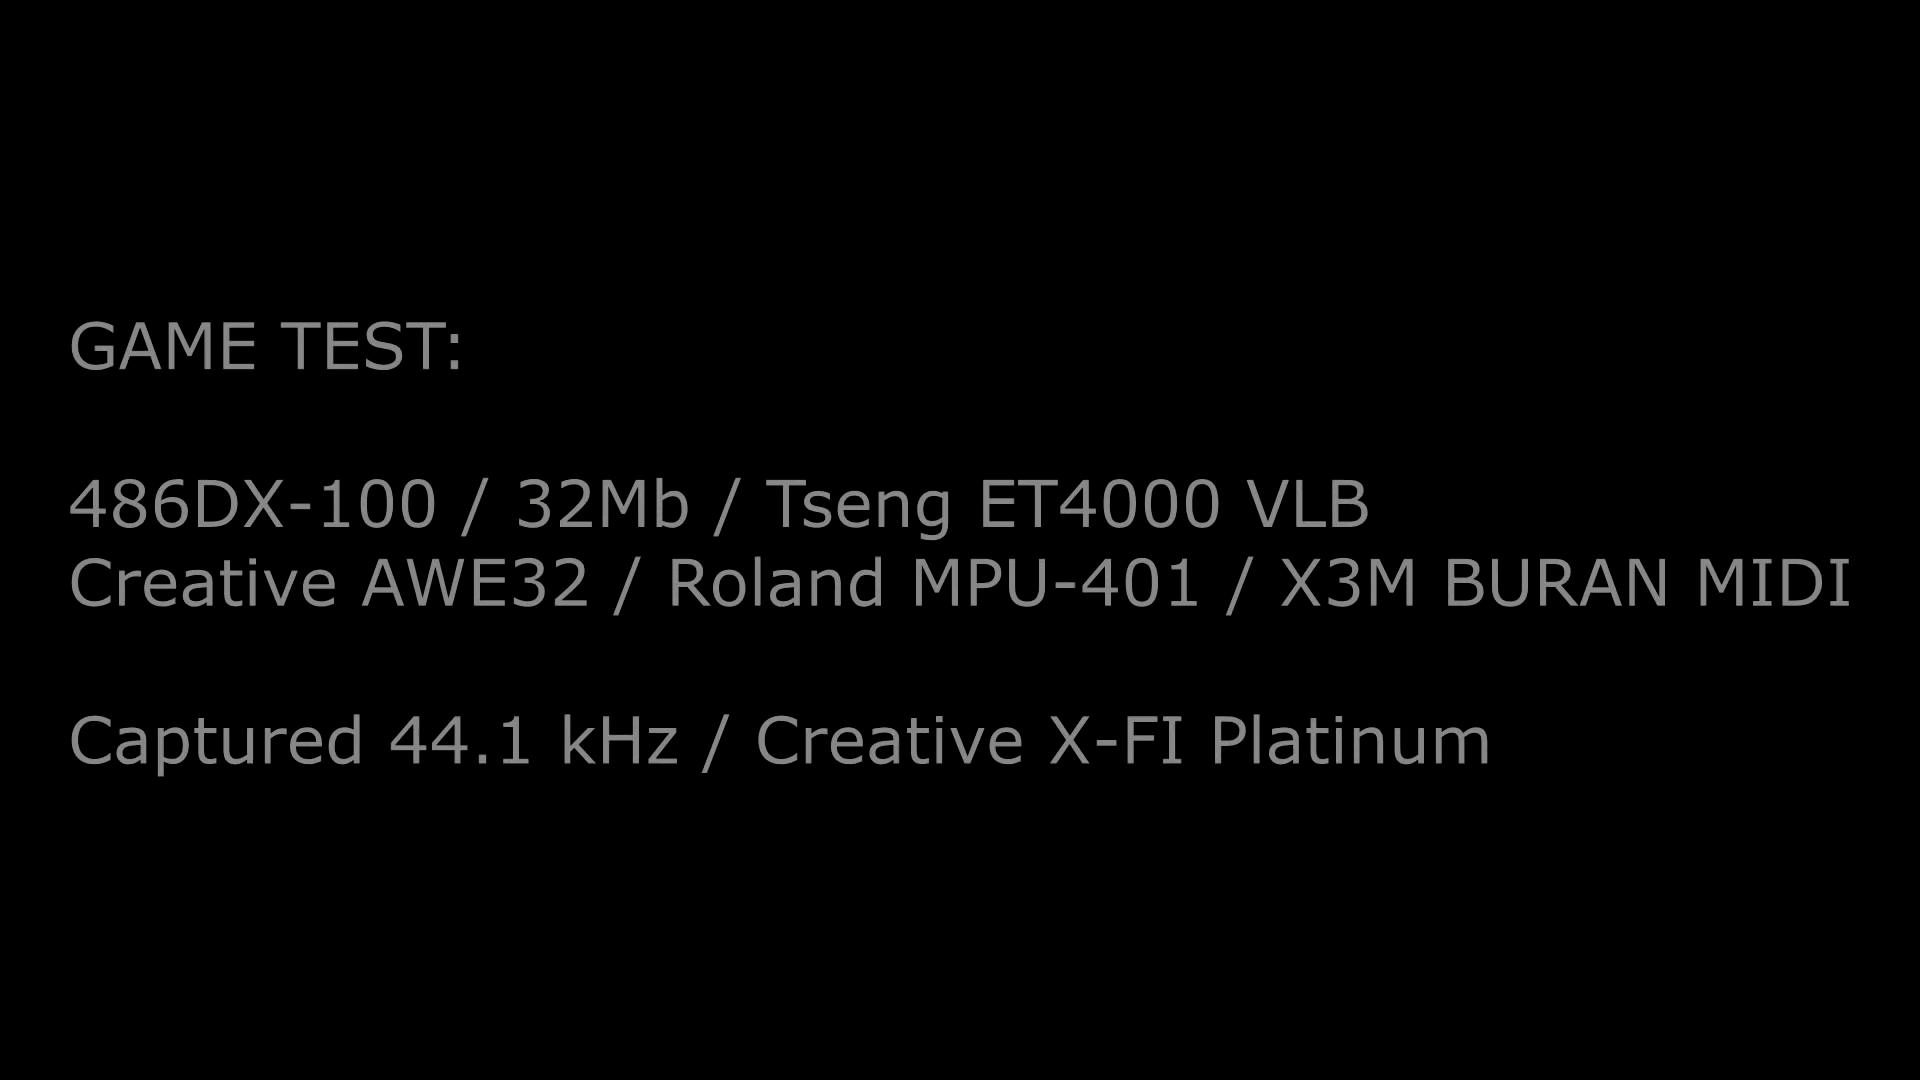 GAME TEST:
486DX-100 / 32Mb / Tseng ET4000 VLB
Creative AWE32 / Roland MPU-401 / X3M BURAN MIDI
Captured 44.1 kHz / Creative X-FI Platinum